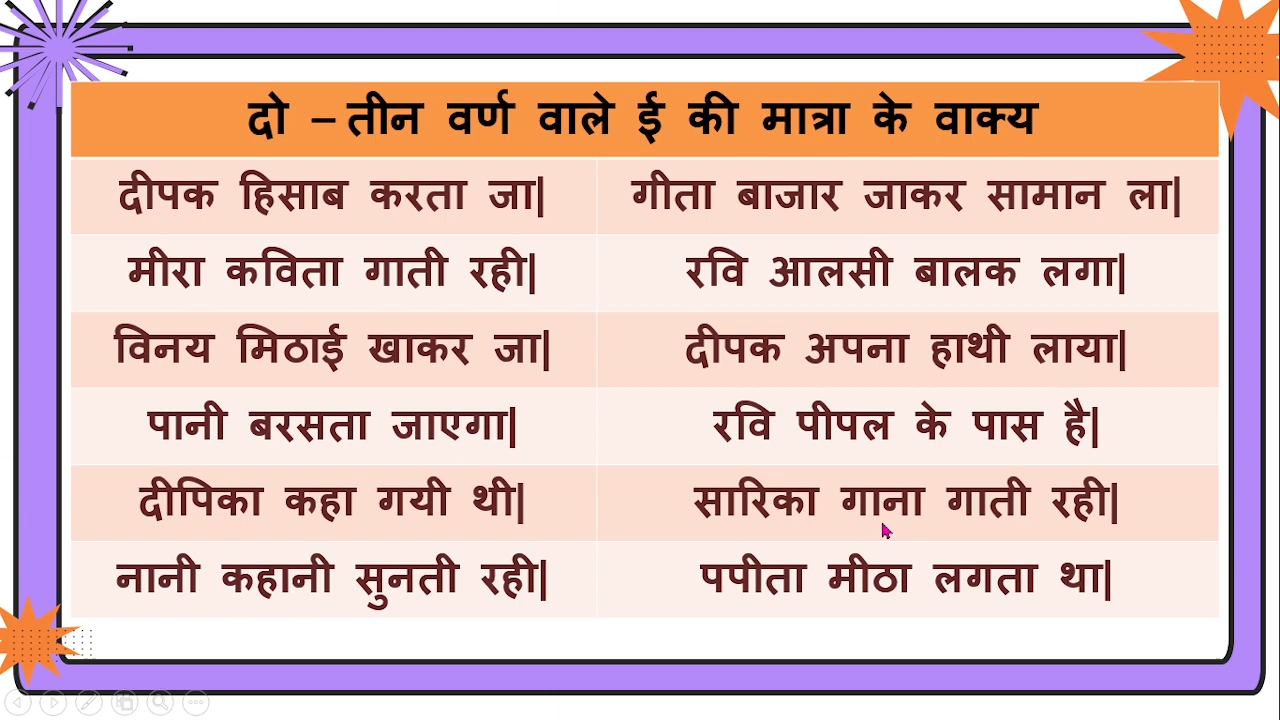 दो – तीन वर्ण वाले ई की मात्रा के वाक्य
दीपक हिसाब करता जा|
गीता बाजार जाकर सामान ला|
मीरा कविता गाती रही|
रवि आलसी बालक लगा|
विनय मिठाई खाकर जा|
दीपक अपना हाथी लाया|
पानी बरसता जाएगा|
रवि पीपल के पास है|
दीपिका कहा गयी थी|
सारिका गाना गाती रही|
नानी कहानी सुनती रही|
पपीता मीठा लगता था|